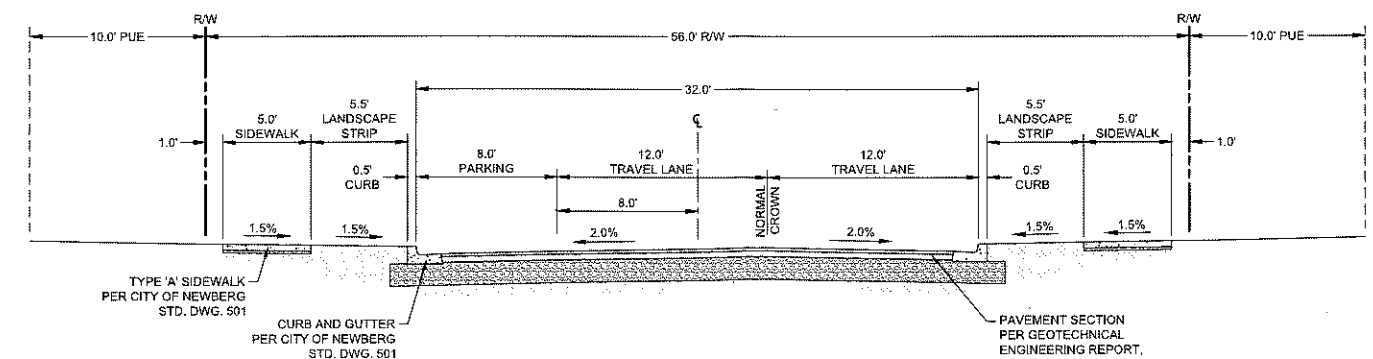 R/W
R/W
10.0' PUE
56.0' R/W
10.0' PUE
32.0'
5.0'
SIDEWALK
5.5'
LANDSCAPE
STRIP
℄
5.5'
LANDSCAPE
STRIP
5.0'
SIDEWALK
1.0'
1.0'
8.0'
PARKING
12.0'
TRAVEL LANE
12.0'
TRAVEL LANE
0.5'
CURB
0.5'
CURB
8.0'
NORMAL
CROWN
1.5%
1.5%
2.0%
2.0%
1.5%
1.5%
TYPE 'A' SIDEWALK
PER CITY OF NEWBERG
STD. DWG. 501
CURB AND GUTTER
PER CITY OF NEWBERG
STD. DWG. 501
PAVEMENT SECTION
PER GEOTECHNICAL
ENGINEERING REPORT,